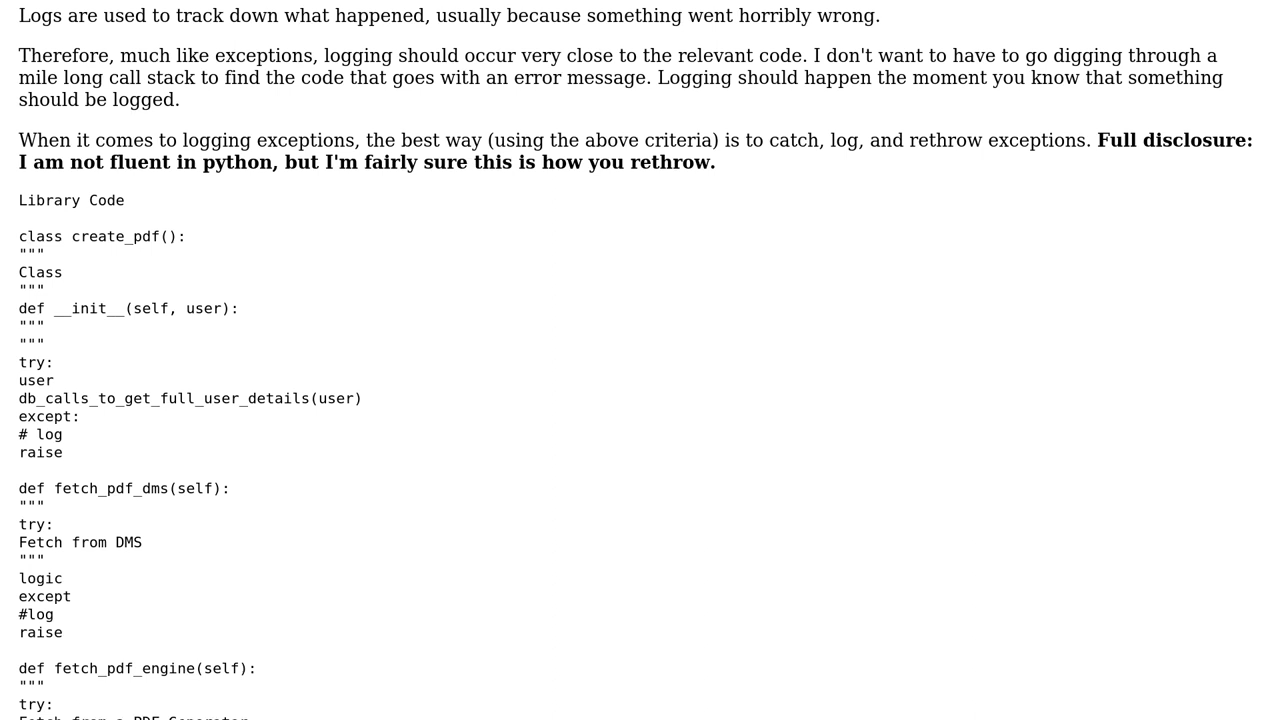 Logs are used to track down what happened, usually because something went horribly wrong.
Therefore, much like exceptions, logging should occur very close to the relevant code. I don't want to have to go digging through a
mile long call stack to find the code that goes with an error message. Logging should happen the moment you know that something
should be logged.
When it comes to logging exceptions, the best way (using the above criteria) is to catch, log, and rethrow exceptions. Full disclosure:
I am not fluent in python, but I'm fairly sure this is how you rethrow.
Library Code
class create_pdf():
"""
Class
"""
def __init__(self, user):
"""
"""
try:
user
db_calls_to_get_full_user_details(user)
except:
# log
raise
def fetch_pdf_dms(self):
"""
try:
Fetch from DMS
"""
logic
except
#log
raise
def fetch_pdf_engine(self):
"""
try:
Fetch from a PDF Generator